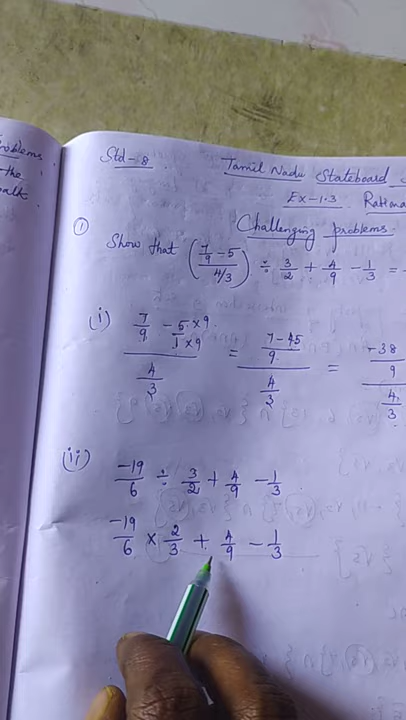 Problems
the
Std-8
Tamil Nadu Stateboard
Ex-1.3
Challenging problems.
① Show that ((7/9 - 5)/(4/3)) ÷ 3/2 + 4/9 - 1/3 =
(i) (7/9 - 5×9/1×9)/(4/3) = ((7-45)/9)/(4/3) = (-38/9)/(4/3)
(ii) -19/6 ÷ 3/2 + 4/9 - 1/3
-19/6 × 2/3 + 4/9 - 1/3